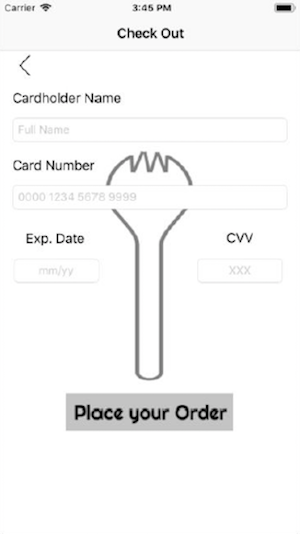 Carrier 3:45 PM
Check Out
Cardholder Name
Full Name
Card Number
0000 1234 5678 9999
Exp. Date CVV
mm/yy XXX
Place your Order